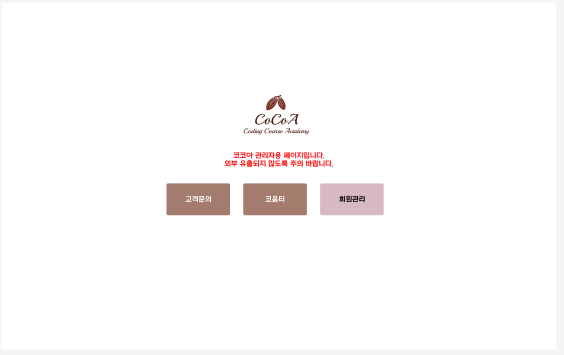 CoCoA
Coding Course Academy
코코아 관리자용 페이지입니다.
외부 유출되지 않도록 주의 바랍니다.
고객문의
코올터
회원관리